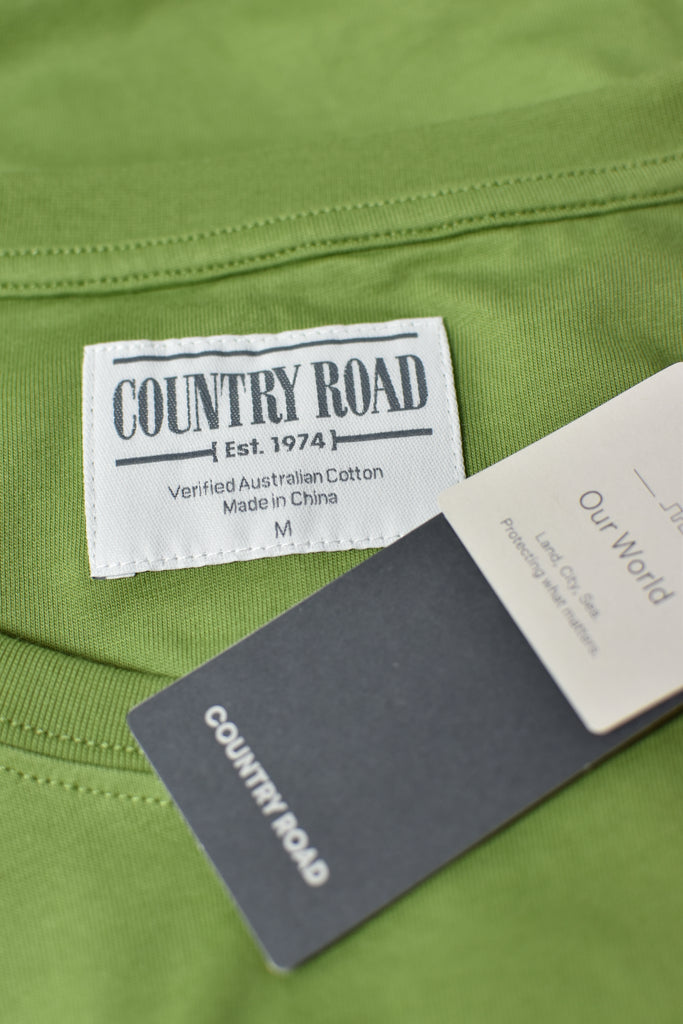 COUNTRY ROAD
{ Est. 1974 }
Verified Australian Cotton
Made in China
M
Our World
Land, City, Sea.
Protecting what matters.
COUNTRY ROAD